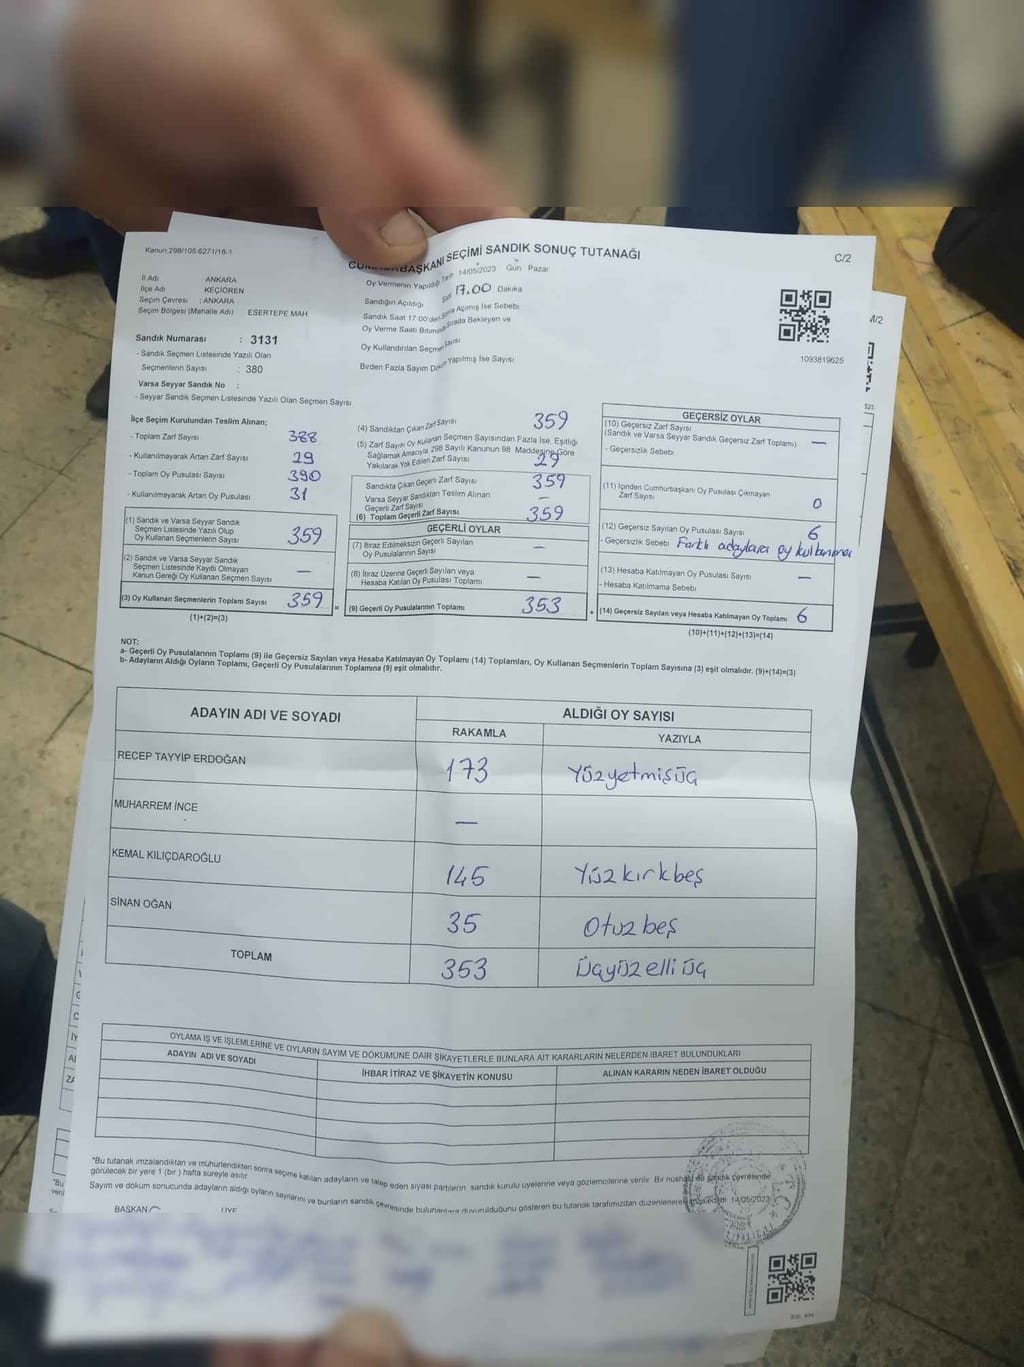 Kanun 298/105 6271/18-1
SEÇİMİ SANDIK SONUÇ TUTANAĞI
C/2
İl Adı ANKARA
İlçe Adı KEÇİÖREN
Seçim Çevresi : ANKARA
Seçim Bölgesi (Mahalle Adı) ESERTEPE MAH
Oy Vermenin Yapıldığı 14/05/2023 Gün Pazar
Sandığın Açıldığı 17.00 Dakika
Sandık Saat 17 00'den Sonra Açılmış İse Sebebi
Oy Verme Saati Bitiminde Sırada Bekleyen ve
Oy Kullandırılan Seçmen Sayısı
Birden Fazla Sayım Döküm Yapılmış İse Sayısı
1093819625
M/2
Sandık Numarası : 3131
- Sandık Seçmen Listesinde Yazılı Olan
Seçmenlerin Sayısı : 380
Varsa Seyyar Sandık No :
- Seyyar Sandık Seçmen Listesinde Yazılı Olan Seçmen Sayısı
İlçe Seçim Kurulundan Teslim Alınan;
- Toplam Zarf Sayısı 388
- Kullanılmayarak Artan Zarf Sayısı 29
- Toplam Oy Pusulası Sayısı 390
- Kullanılmayarak Artan Oy Pusulası 31
(1) Sandık ve Varsa Seyyar Sandık
Seçmen Listesinde Yazılı Olup
Oy Kullanan Seçmenlerin Sayısı 359
(2) Sandık ve Varsa Seyyar Sandık
Seçmen Listesinde Kayıtlı Olmayan
Kanun Gereği Oy Kullanan Seçmen Sayısı —
(3) Oy Kullanan Seçmenlerin Toplam Sayısı 359 =
(1)+(2)=(3)
(4) Sandıktan Çıkan Zarf Sayısı 359
(5) Zarf Sayısı Oy Kullanan Seçmen Sayısından Fazla İse, Eşitliği
Sağlamak Amacıyla 298 Sayılı Kanunun 98 Maddesine Göre
Yakılarak Yok Edilen Zarf Sayısı 29
Sandıkta Çıkan Geçerli Zarf Sayısı 359
Varsa Seyyar Sandıktan Teslim Alınan
Geçerli Zarf Sayısı —
(6) Toplam Geçerli Zarf Sayısı 359
GEÇERLİ OYLAR
(7) İtiraz Edilmeksizin Geçerli Sayılan
Oy Pusulalarının Sayısı —
(8) İtiraz Üzerine Geçerli Sayılan veya
Hesaba Katılan Oy Pusulası Toplamı —
(9) Geçerli Oy Pusulalarının Toplamı 353 +
GEÇERSİZ OYLAR
(10) Geçersiz Zarf Sayısı
(Sandık ve Varsa Seyyar Sandık Geçersiz Zarf Toplamı) —
- Geçersizlik Sebebi
(11) İçinden Cumhurbaşkanı Oy Pusulası Çıkmayan
Zarf Sayısı 0
(12) Geçersiz Sayılan Oy Pusulası Sayısı 6
- Geçersizlik Sebebi Farklı adaylara oy kullanımı
(13) Hesaba Katılmayan Oy Pusulası Sayısı —
- Hesaba Katılmama Sebebi
(14) Geçersiz Sayılan veya Hesaba Katılmayan Oy Toplamı 6
(10)+(11)+(12)+(13)=(14)
NOT:
a- Geçerli Oy Pusulalarının Toplamı (9) ile Geçersiz Sayılan veya Hesaba Katılmayan Oy Toplamı (14) Toplamları, Oy Kullanan Seçmenlerin Toplam Sayısına (3) eşit olmalıdır. (9)+(14)=(3)
b- Adayların Aldığı Oyların Toplamı, Geçerli Oy Pusulalarının Toplamına (9) eşit olmalıdır.
ADAYIN ADI VE SOYADI ALDIĞI OY SAYISI
RAKAMLA YAZIYLA
RECEP TAYYİP ERDOĞAN 173 Yüzyetmişüç
MUHARREM İNCE —
KEMAL KILIÇDAROĞLU 145 Yüzkırkbeş
SİNAN OĞAN 35 Otuzbeş
TOPLAM 353 Üçyüzelliüç
OYLAMA İŞ VE İŞLEMLERİNE VE OYLARIN SAYIM VE DÖKÜMÜNE DAİR ŞİKAYETLERLE BUNLARA AİT KARARLARIN NELERDEN İBARET BULUNDUKLARI
ADAYIN ADI VE SOYADI İHBAR İTİRAZ VE ŞİKAYETİN KONUSU ALINAN KARARIN NEDEN İBARET OLDUĞU
*Bu tutanak imzalandıktan ve mühürlendikten sonra seçime katılan adayların ve talep eden siyasi partilerin sandık kurulu üyelerine veya gözlemcilerine verilir. Bir nüshası da sandık çevresinde
görülecek bir yere 1 (bir ) hafta süreyle asılır
Sayım ve döküm sonucunda adayların aldığı oyların sayılarını ve bunların sandık çevresinde bulunanlara duyurulduğunu gösteren bu tutanak tarafımızdan düzenlenerek 14/05/2023
BAŞKAN ÜYE